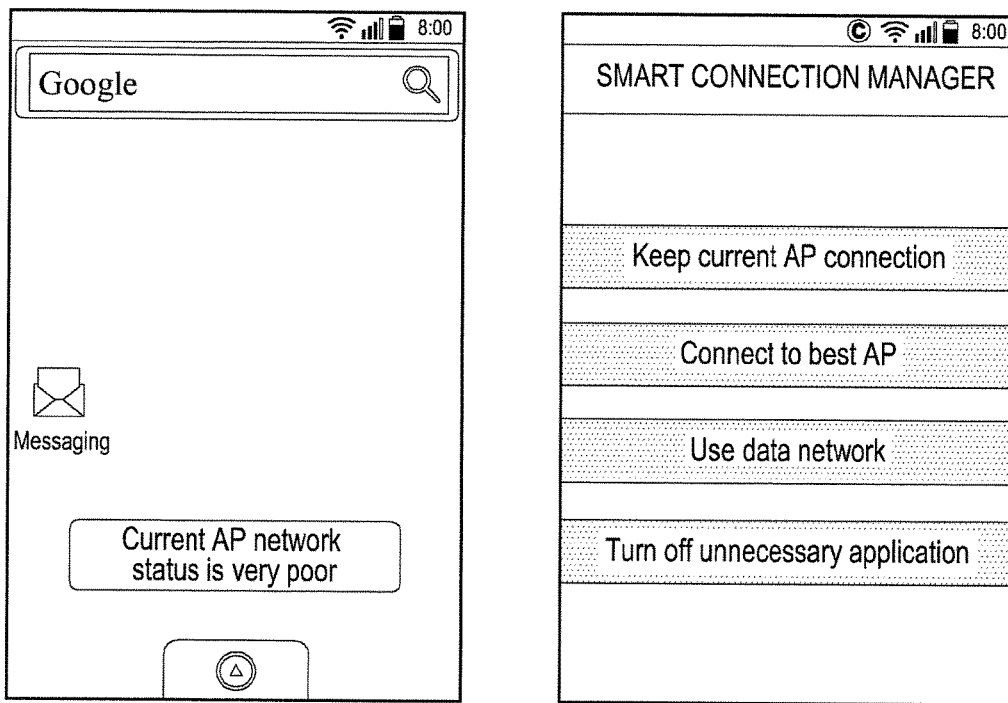 8:00
Google
Messaging
Current AP network
status is very poor
© 8:00
SMART CONNECTION MANAGER
Keep current AP connection
Connect to best AP
Use data network
Turn off unnecessary application